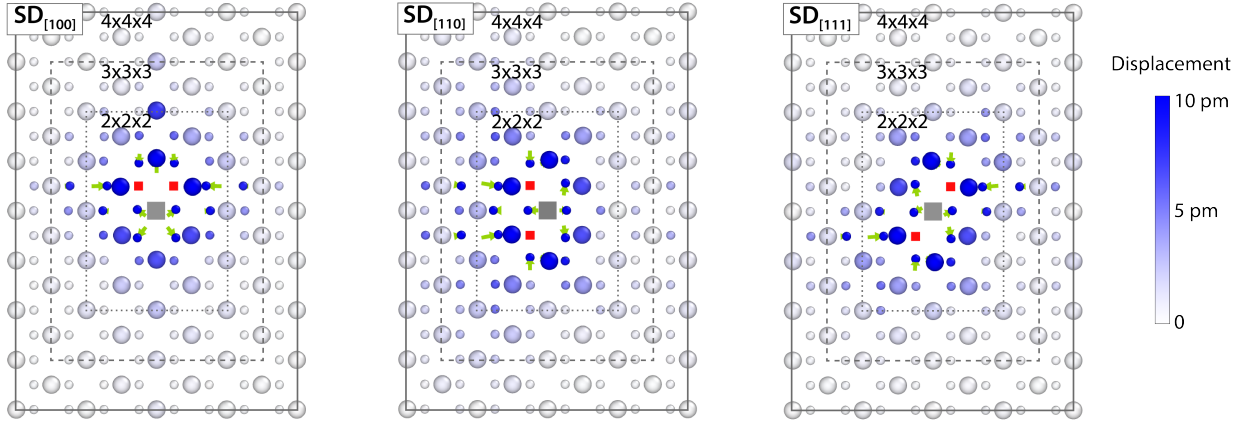 SD[100]
4x4x4
3x3x3
2x2x2
SD[110]
4x4x4
3x3x3
2x2x2
SD[111]
4x4x4
3x3x3
2x2x2
Displacement
10 pm
5 pm
0